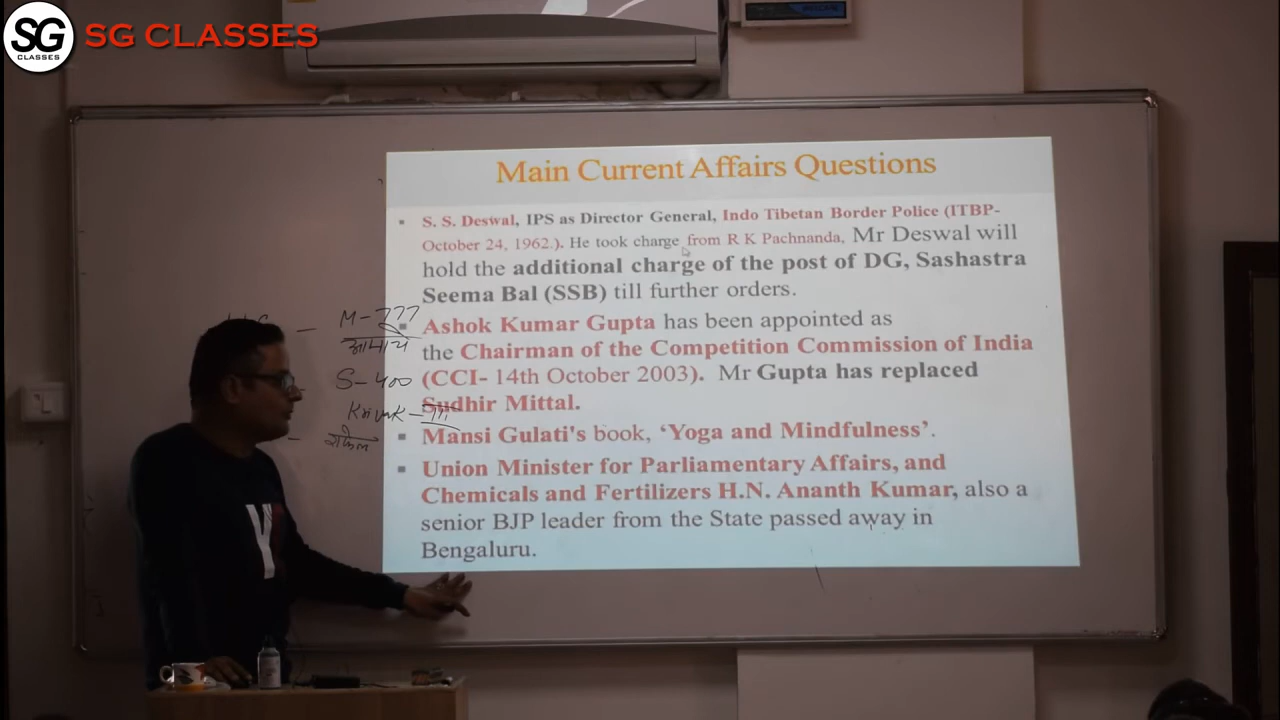 SG
CLASSES
SG CLASSES
Main Current Affairs Questions
▪ S. S. Deswal, IPS as Director General, Indo Tibetan Border Police (ITBP-
October 24, 1962.). He took charge from R K Pachnanda, Mr Deswal will
hold the additional charge of the post of DG, Sashastra
Seema Bal (SSB) till further orders.
▪ Ashok Kumar Gupta has been appointed as
the Chairman of the Competition Commission of India
(CCI- 14th October 2003). Mr Gupta has replaced
Sudhir Mittal.
▪ Mansi Gulati's book, ‘Yoga and Mindfulness’.
▪ Union Minister for Parliamentary Affairs, and
Chemicals and Fertilizers H.N. Ananth Kumar, also a
senior BJP leader from the State passed away in
Bengaluru.
— M-777
S-400
Krivak-III